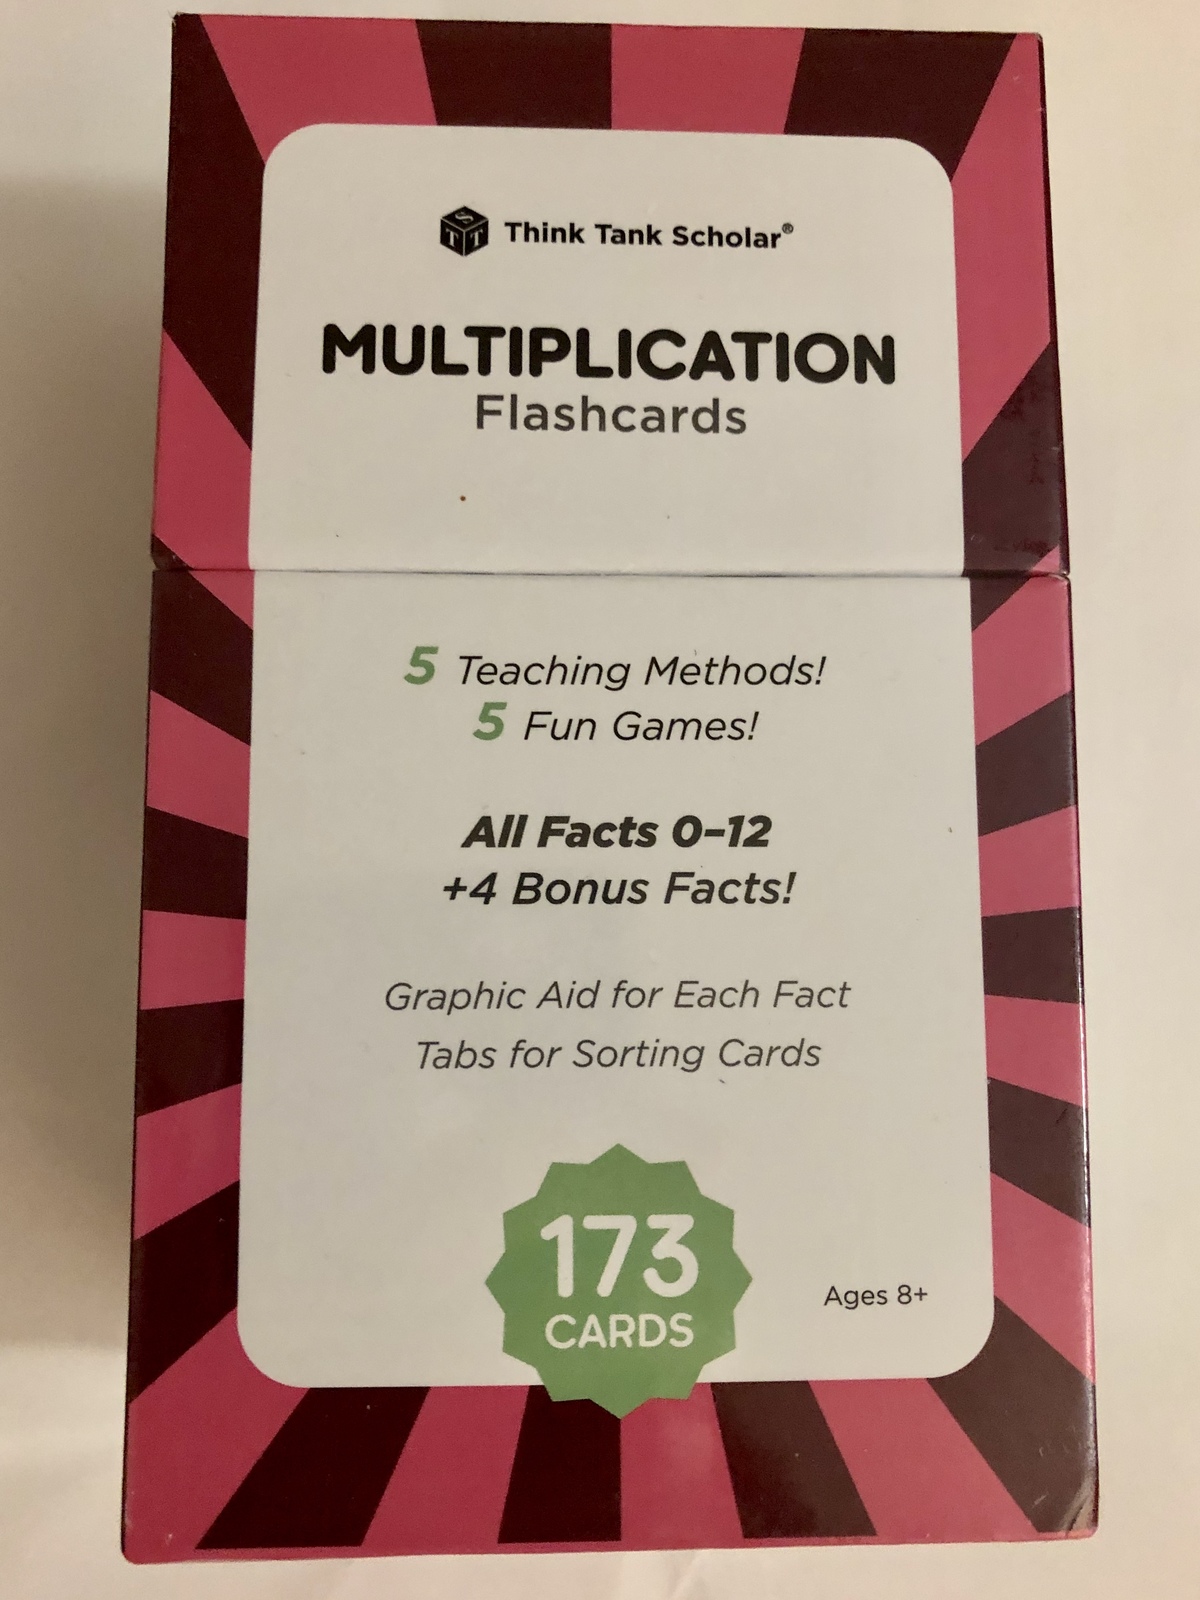 STT Think Tank Scholar®
MULTIPLICATION
Flashcards
5 Teaching Methods!
5 Fun Games!
All Facts 0–12
+4 Bonus Facts!
Graphic Aid for Each Fact
Tabs for Sorting Cards
173
CARDS
Ages 8+